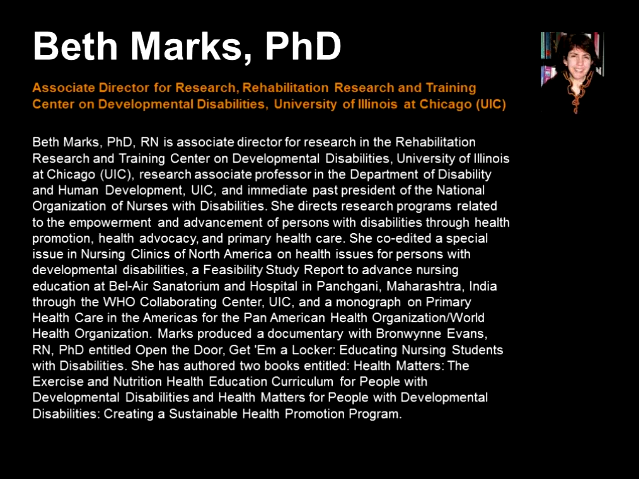 Beth Marks, PhD
Associate Director for Research, Rehabilitation Research and Training
Center on Developmental Disabilities, University of Illinois at Chicago (UIC)
Beth Marks, PhD, RN is associate director for research in the Rehabilitation
Research and Training Center on Developmental Disabilities, University of Illinois
at Chicago (UIC), research associate professor in the Department of Disability
and Human Development, UIC, and immediate past president of the National
Organization of Nurses with Disabilities. She directs research programs related
to the empowerment and advancement of persons with disabilities through health
promotion, health advocacy, and primary health care. She co-edited a special
issue in Nursing Clinics of North America on health issues for persons with
developmental disabilities, a Feasibility Study Report to advance nursing
education at Bel-Air Sanatorium and Hospital in Panchgani, Maharashtra, India
through the WHO Collaborating Center, UIC, and a monograph on Primary
Health Care in the Americas for the Pan American Health Organization/World
Health Organization. Marks produced a documentary with Bronwynne Evans,
RN, PhD entitled Open the Door, Get 'Em a Locker: Educating Nursing Students
with Disabilities. She has authored two books entitled: Health Matters: The
Exercise and Nutrition Health Education Curriculum for People with
Developmental Disabilities and Health Matters for People with Developmental
Disabilities: Creating a Sustainable Health Promotion Program.